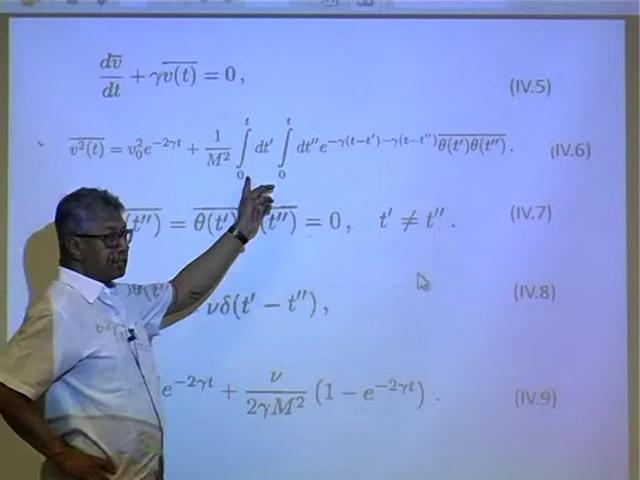 dv̅/dt + γv̅(̅t̅)̅ = 0 , (IV.5)
v̅²̅(̅t̅)̅ = v₀²e^{−2γt} + 1/M² ∫₀ᵗ dt′ ∫₀ᵗ dt″ e^{−γ(t−t′)−γ(t−t″)} θ̅(̅t̅′̅)̅θ̅(̅t̅″̅)̅ . (IV.6)
(t″) = θ(t′) (t″) = 0 , t′ ≠ t″ . (IV.7)
θ(t′) νδ(t′ − t″) , (IV.8)
v²(t)
e^{−2γt} + ν/2γM² (1 − e^{−2γt}) . (IV.9)